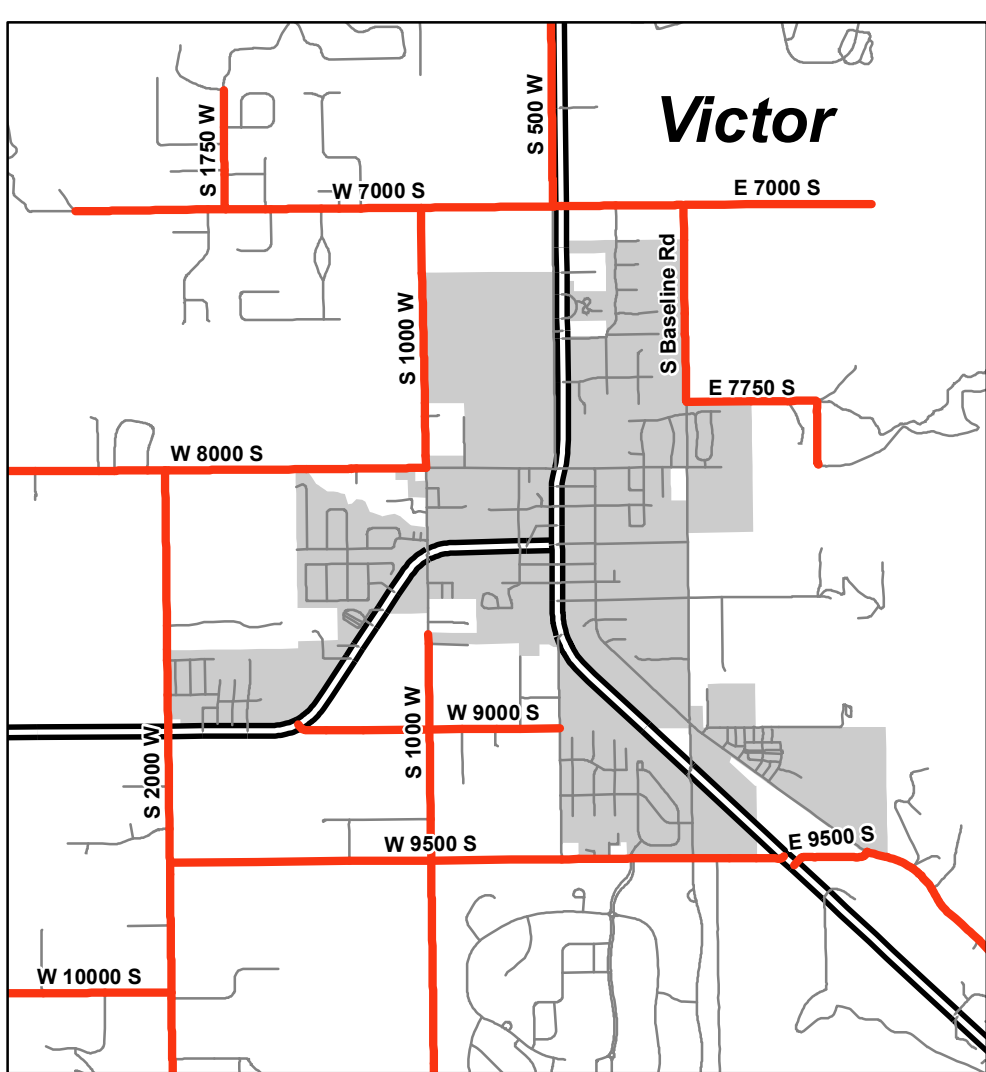 Victor
S 500 W
S 1750 W
W 7000 S
E 7000 S
S Baseline Rd
S 1000 W
E 7750 S
W 8000 S
W 9000 S
S 1000 W
S 2000 W
W 9500 S
E 9500 S
W 10000 S